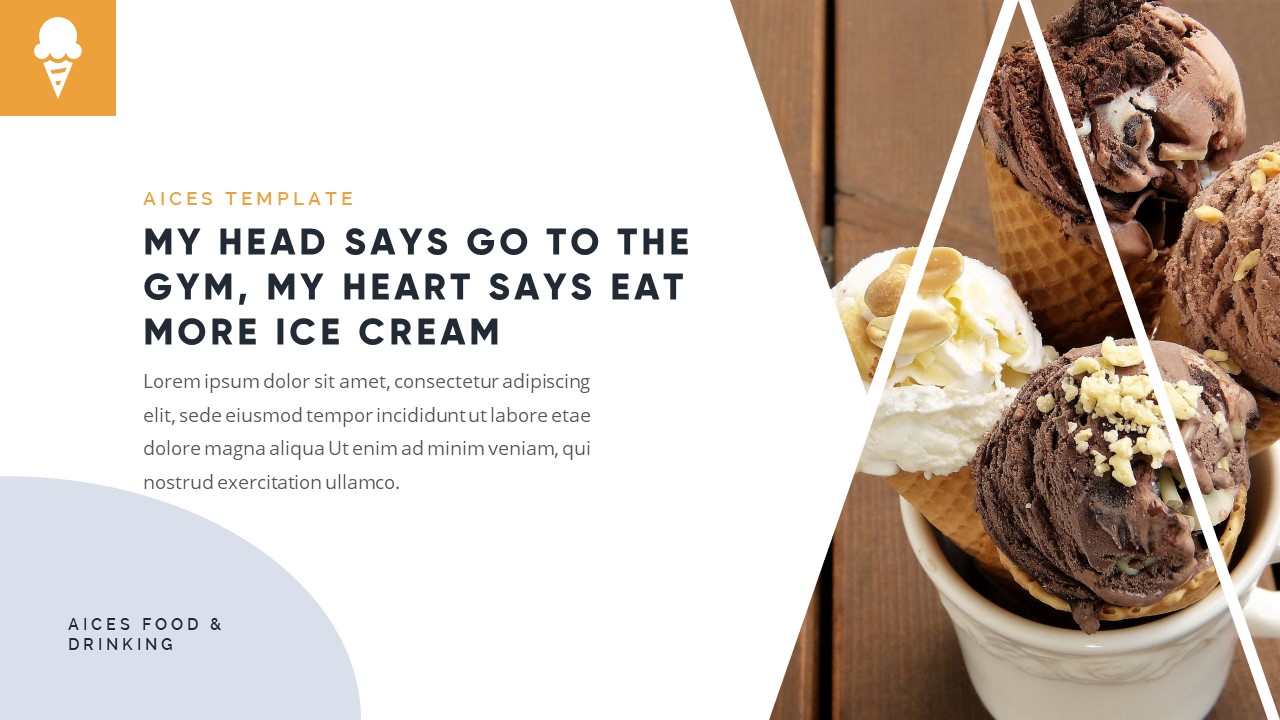 AICES TEMPLATE
MY HEAD SAYS GO TO THE
GYM, MY HEART SAYS EAT
MORE ICE CREAM
Lorem ipsum dolor sit amet, consectetur adipiscing
elit, sede eiusmod tempor incididunt ut labore etae
dolore magna aliqua Ut enim ad minim veniam, qui
nostrud exercitation ullamco.
AICES FOOD &
DRINKING